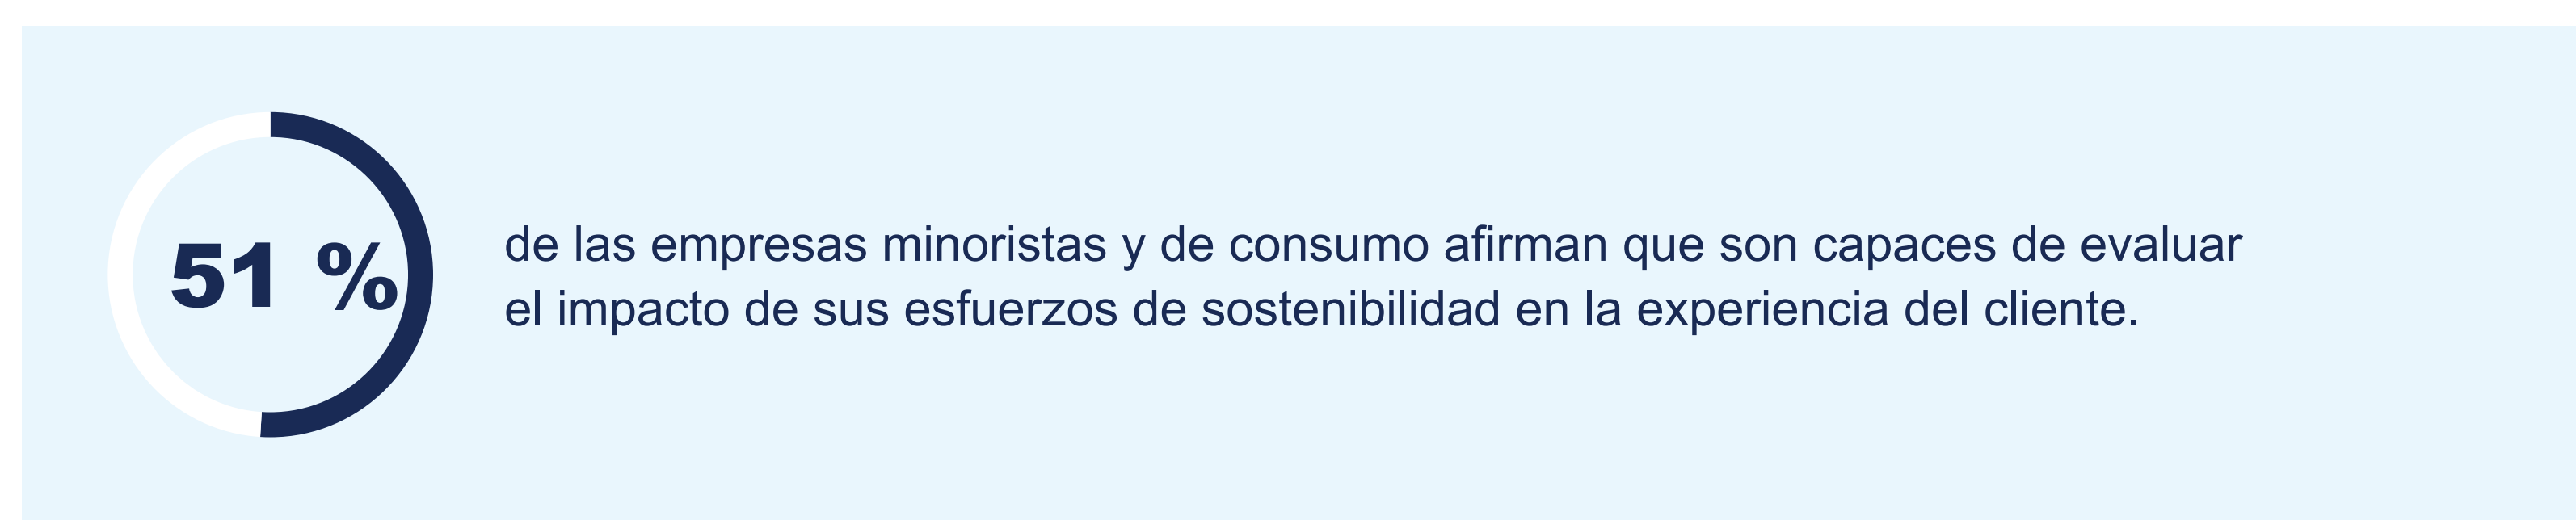 51 %
de las empresas minoristas y de consumo afirman que son capaces de evaluar
el impacto de sus esfuerzos de sostenibilidad en la experiencia del cliente.